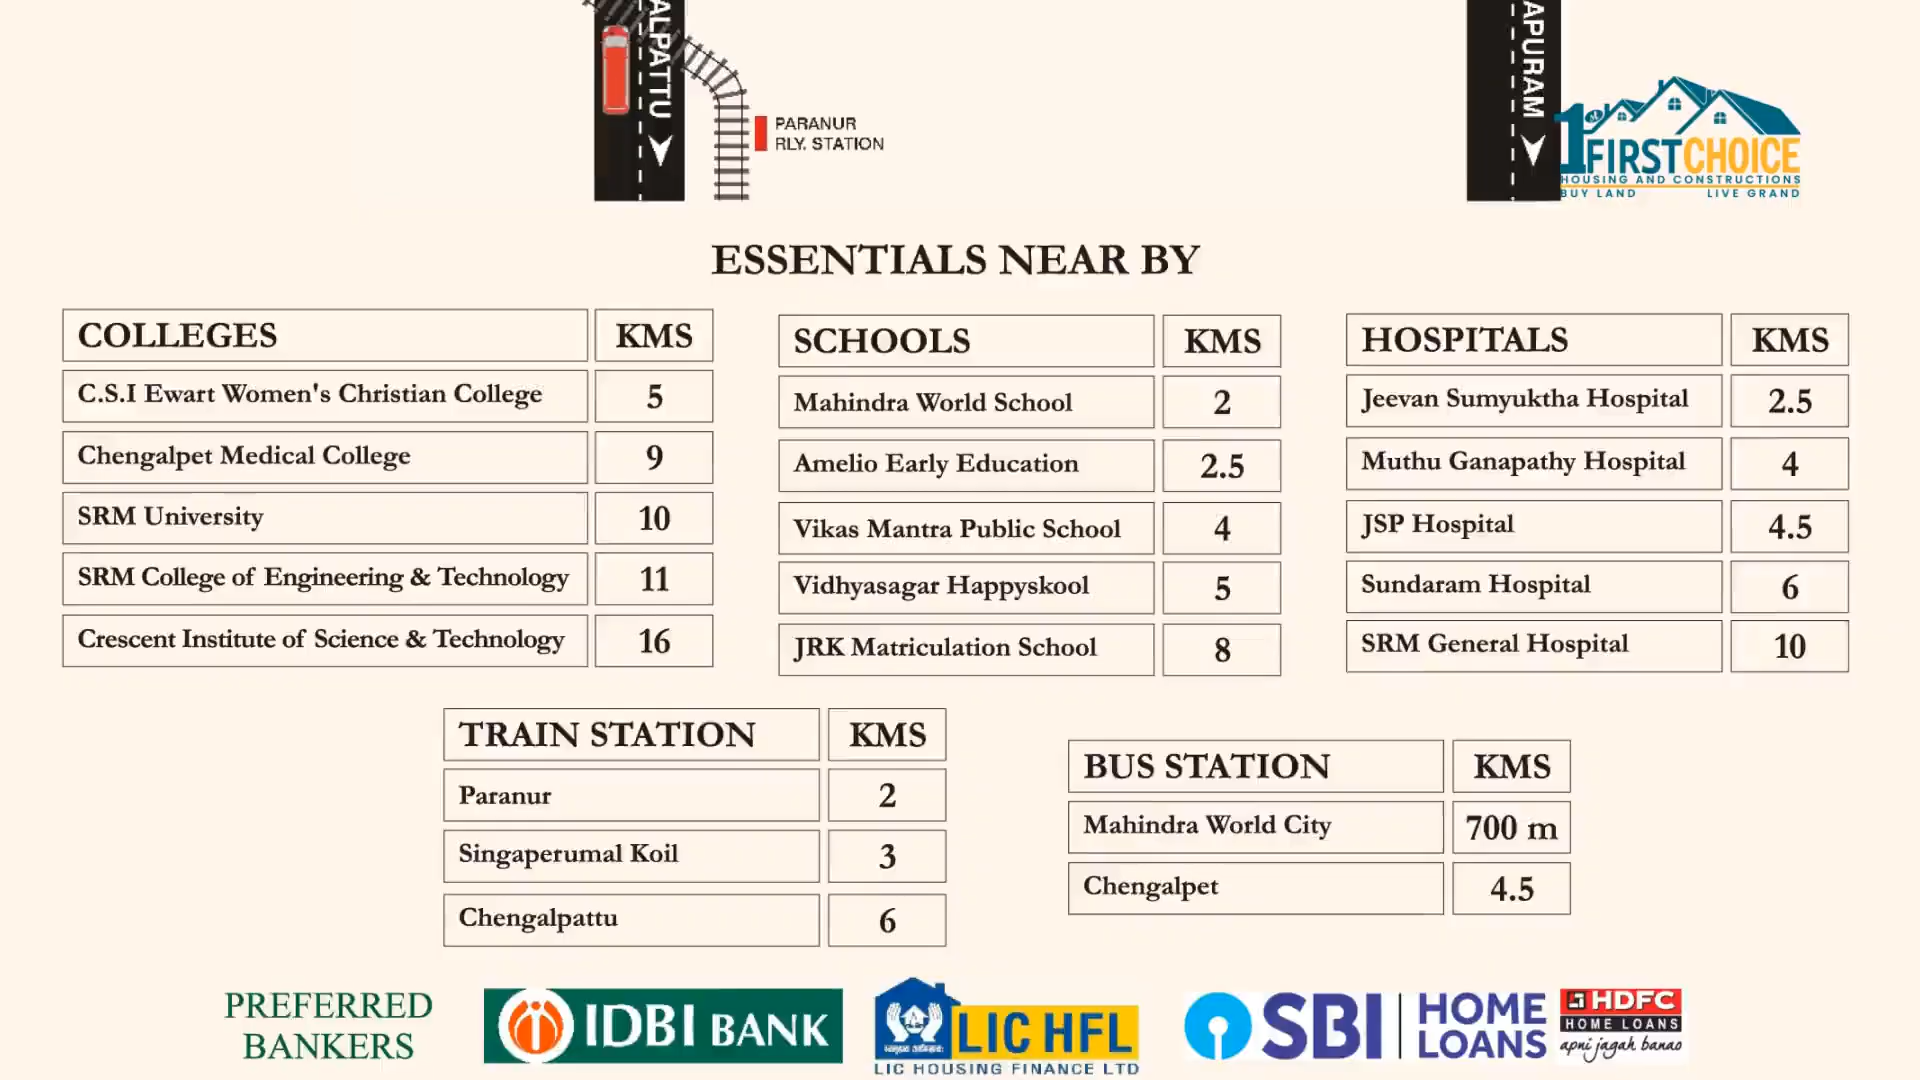 ALPATTU
APURAM
PARANUR
RLY. STATION
1st FIRSTCHOICE
HOUSING AND CONSTRUCTIONS
BUY LAND LIVE GRAND
ESSENTIALS NEAR BY
COLLEGES KMS
C.S.I Ewart Women's Christian College 5
Chengalpet Medical College 9
SRM University 10
SRM College of Engineering & Technology 11
Crescent Institute of Science & Technology 16
SCHOOLS KMS
Mahindra World School 2
Amelio Early Education 2.5
Vikas Mantra Public School 4
Vidhyasagar Happyskool 5
JRK Matriculation School 8
HOSPITALS KMS
Jeevan Sumyuktha Hospital 2.5
Muthu Ganapathy Hospital 4
JSP Hospital 4.5
Sundaram Hospital 6
SRM General Hospital 10
TRAIN STATION KMS
Paranur 2
Singaperumal Koil 3
Chengalpattu 6
BUS STATION KMS
Mahindra World City 700 m
Chengalpet 4.5
PREFERRED
BANKERS
IDBI BANK
LIC HFL
LIC HOUSING FINANCE LTD
SBI HOME
LOANS
HDFC
HOME LOANS
apni jagah banao